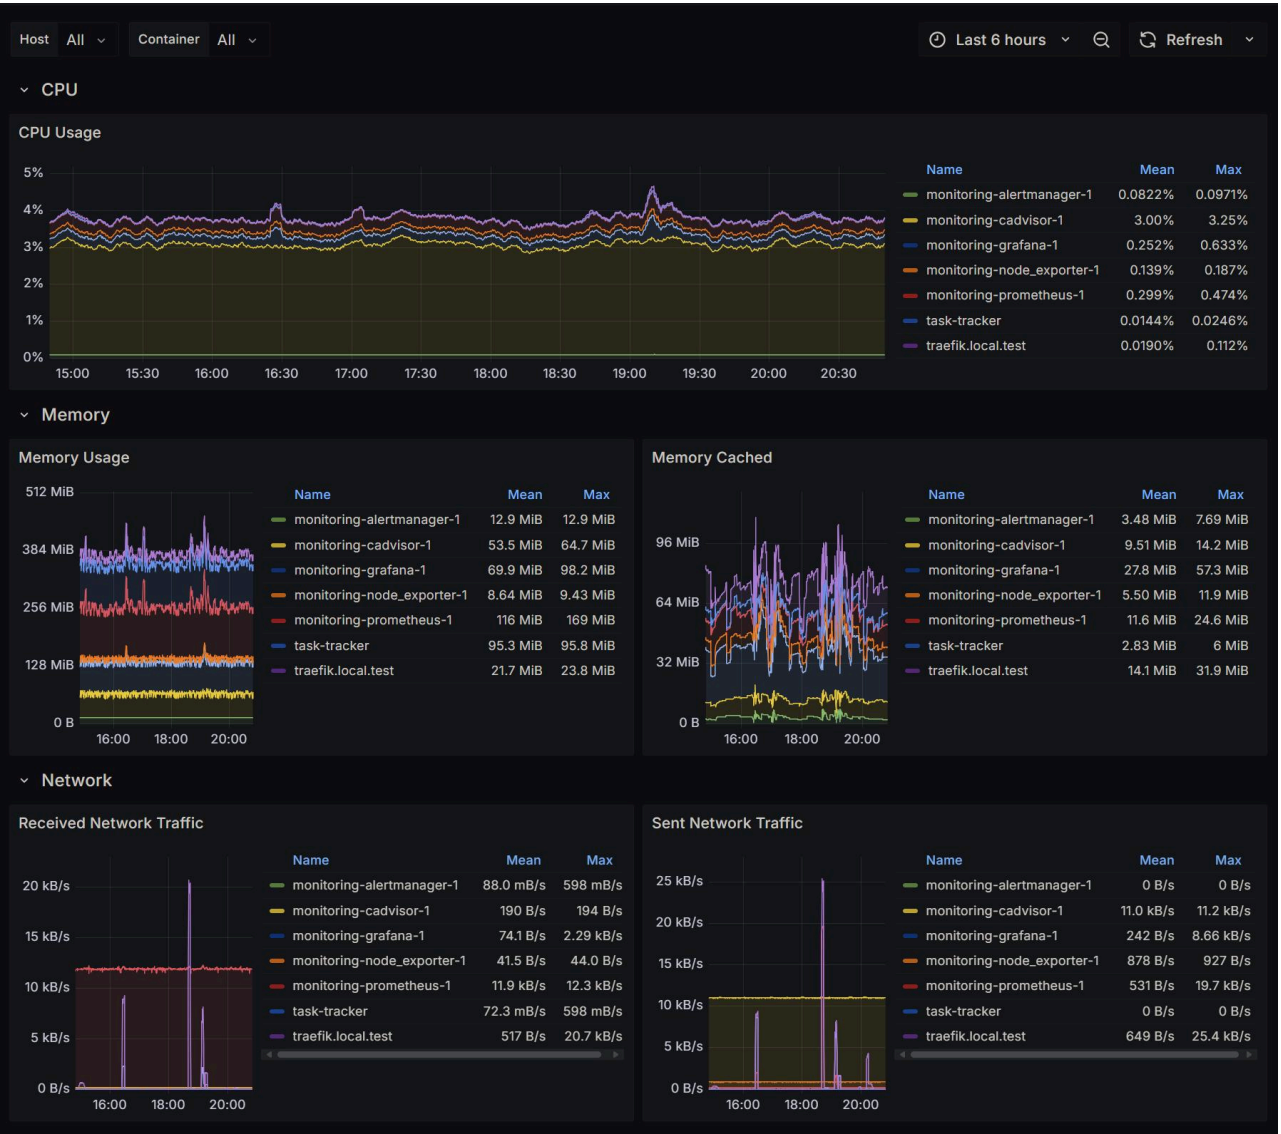 Host All Container All Last 6 hours Refresh
CPU
CPU Usage
Name Mean Max
5%
4%
3%
2%
1%
0%
15:00 15:30 16:00 16:30 17:00 17:30 18:00 18:30 19:00 19:30 20:00 20:30
monitoring-alertmanager-1 0.0822% 0.0971%
monitoring-cadvisor-1 3.00% 3.25%
monitoring-grafana-1 0.252% 0.633%
monitoring-node_exporter-1 0.139% 0.187%
monitoring-prometheus-1 0.299% 0.474%
task-tracker 0.0144% 0.0246%
traefik.local.test 0.0190% 0.112%
Memory
Memory Usage
512 MiB
384 MiB
256 MiB
128 MiB
0 B
16:00 18:00 20:00
Name Mean Max
monitoring-alertmanager-1 12.9 MiB 12.9 MiB
monitoring-cadvisor-1 53.5 MiB 64.7 MiB
monitoring-grafana-1 69.9 MiB 98.2 MiB
monitoring-node_exporter-1 8.64 MiB 9.43 MiB
monitoring-prometheus-1 116 MiB 169 MiB
task-tracker 95.3 MiB 95.8 MiB
traefik.local.test 21.7 MiB 23.8 MiB
Memory Cached
96 MiB
64 MiB
32 MiB
0 B
16:00 18:00 20:00
Name Mean Max
monitoring-alertmanager-1 3.48 MiB 7.69 MiB
monitoring-cadvisor-1 9.51 MiB 14.2 MiB
monitoring-grafana-1 27.8 MiB 57.3 MiB
monitoring-node_exporter-1 5.50 MiB 11.9 MiB
monitoring-prometheus-1 11.6 MiB 24.6 MiB
task-tracker 2.83 MiB 6 MiB
traefik.local.test 14.1 MiB 31.9 MiB
Network
Received Network Traffic
20 kB/s
15 kB/s
10 kB/s
5 kB/s
0 B/s
16:00 18:00 20:00
Name Mean Max
monitoring-alertmanager-1 88.0 mB/s 598 mB/s
monitoring-cadvisor-1 190 B/s 194 B/s
monitoring-grafana-1 74.1 B/s 2.29 kB/s
monitoring-node_exporter-1 41.5 B/s 44.0 B/s
monitoring-prometheus-1 11.9 kB/s 12.3 kB/s
task-tracker 72.3 mB/s 598 mB/s
traefik.local.test 517 B/s 20.7 kB/s
Sent Network Traffic
25 kB/s
20 kB/s
15 kB/s
10 kB/s
5 kB/s
0 B/s
16:00 18:00 20:00
Name Mean Max
monitoring-alertmanager-1 0 B/s 0 B/s
monitoring-cadvisor-1 11.0 kB/s 11.2 kB/s
monitoring-grafana-1 242 B/s 8.66 kB/s
monitoring-node_exporter-1 878 B/s 927 B/s
monitoring-prometheus-1 531 B/s 19.7 kB/s
task-tracker 0 B/s 0 B/s
traefik.local.test 649 B/s 25.4 kB/s